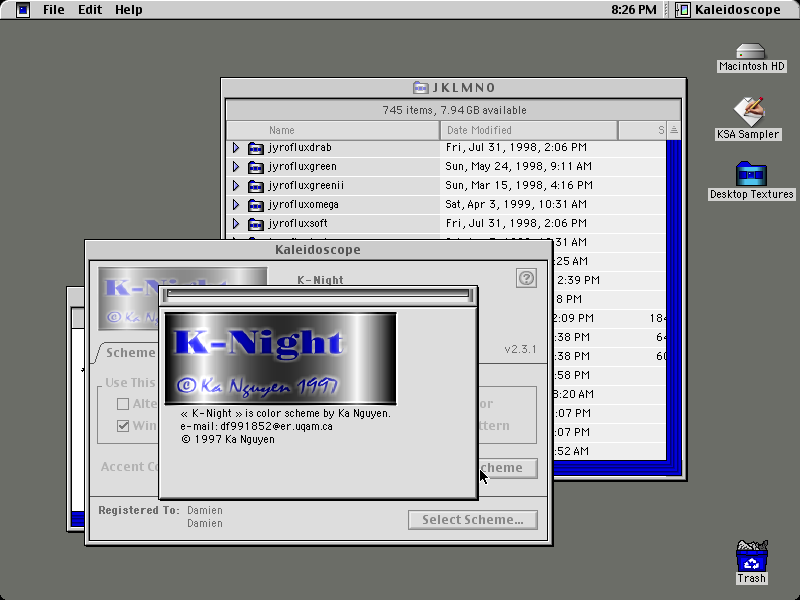 File Edit Help
8:26 PM Kaleidoscope
Macintosh HD
KSA Sampler
Desktop Textures
Trash
JKLMNO
745 items, 7.94 GB available
Name Date Modified S
jyrofluxdrab Fri, Jul 31, 1998, 2:06 PM
jyrofluxgreen Sun, May 24, 1998, 9:11 AM
jyrofluxgreenii Sun, Mar 15, 1998, 4:16 PM
jyrofluxomega Sat, Apr 3, 1999, 10:31 AM
jyrofluxsoft Fri, Jul 31, 1998, 2:06 PM
:31 AM
:25 AM
2:39 PM
8 PM
2:09 PM 184
:38 PM 64
:38 PM 60
:58 PM
8:20 AM
:07 PM
:07 PM
:52 AM
Kaleidoscope
K-Night
© Ka
K-Night
v2.3.1
Scheme
Use This
Alte
or
Win
ttern
Accent Co
cheme
Registered To: Damien
Damien
Select Scheme...
K-Night
© Ka Nguyen 1997
« K-Night » is color scheme by Ka Nguyen.
e-mail: df991852@er.uqam.ca
© 1997 Ka Nguyen